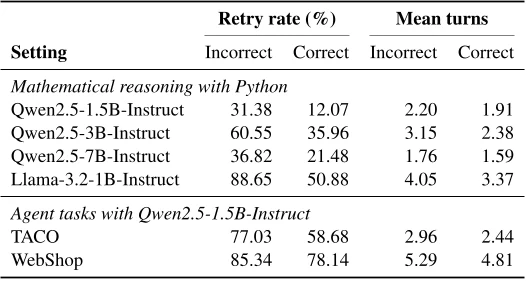 Retry rate (%) Mean turns
Setting Incorrect Correct Incorrect Correct
Mathematical reasoning with Python
Qwen2.5-1.5B-Instruct 31.38 12.07 2.20 1.91
Qwen2.5-3B-Instruct 60.55 35.96 3.15 2.38
Qwen2.5-7B-Instruct 36.82 21.48 1.76 1.59
Llama-3.2-1B-Instruct 88.65 50.88 4.05 3.37
Agent tasks with Qwen2.5-1.5B-Instruct
TACO 77.03 58.68 2.96 2.44
WebShop 85.34 78.14 5.29 4.81